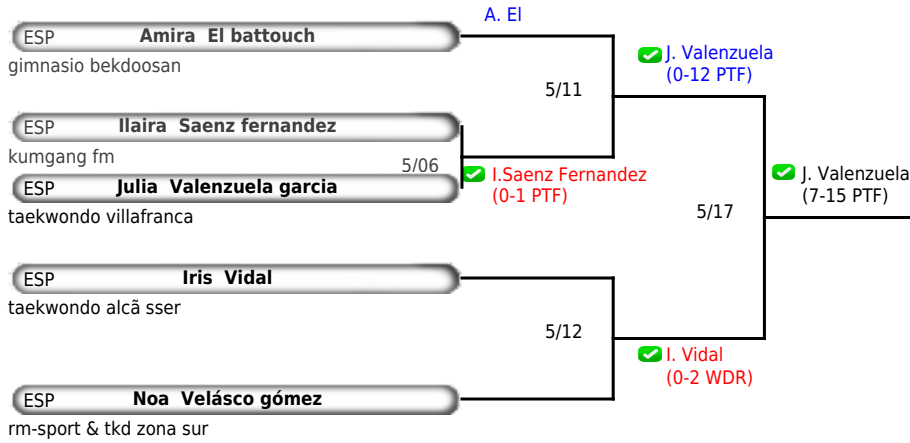 A. El
ESP Amira El battouch
gimnasio bekdoosan
J. Valenzuela
(0-12 PTF)
5/11
ESP Ilaira Saenz fernandez
kumgang fm
5/06
I.Saenz Fernandez
(0-1 PTF)
ESP Julia Valenzuela garcia
taekwondo villafranca
J. Valenzuela
(7-15 PTF)
5/17
ESP Iris Vidal
taekwondo alcã sser
5/12
I. Vidal
(0-2 WDR)
ESP Noa Velásco gómez
rm-sport & tkd zona sur